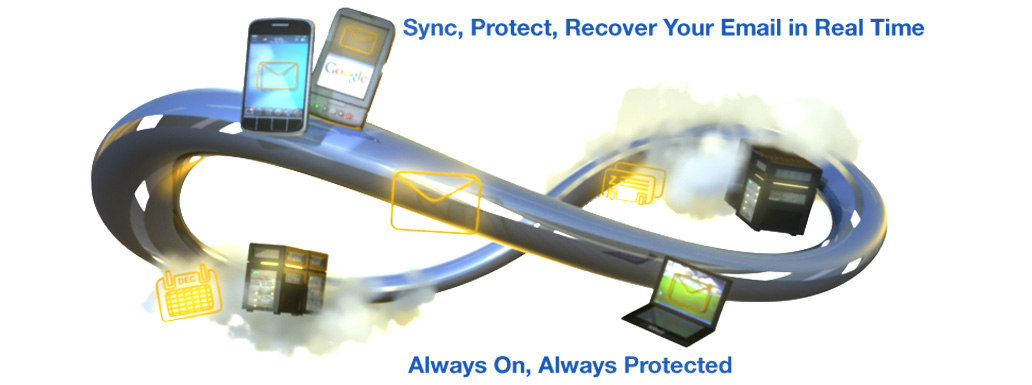 Sync, Protect, Recover Your Email in Real Time
Google
Z
DEC
Always On, Always Protected